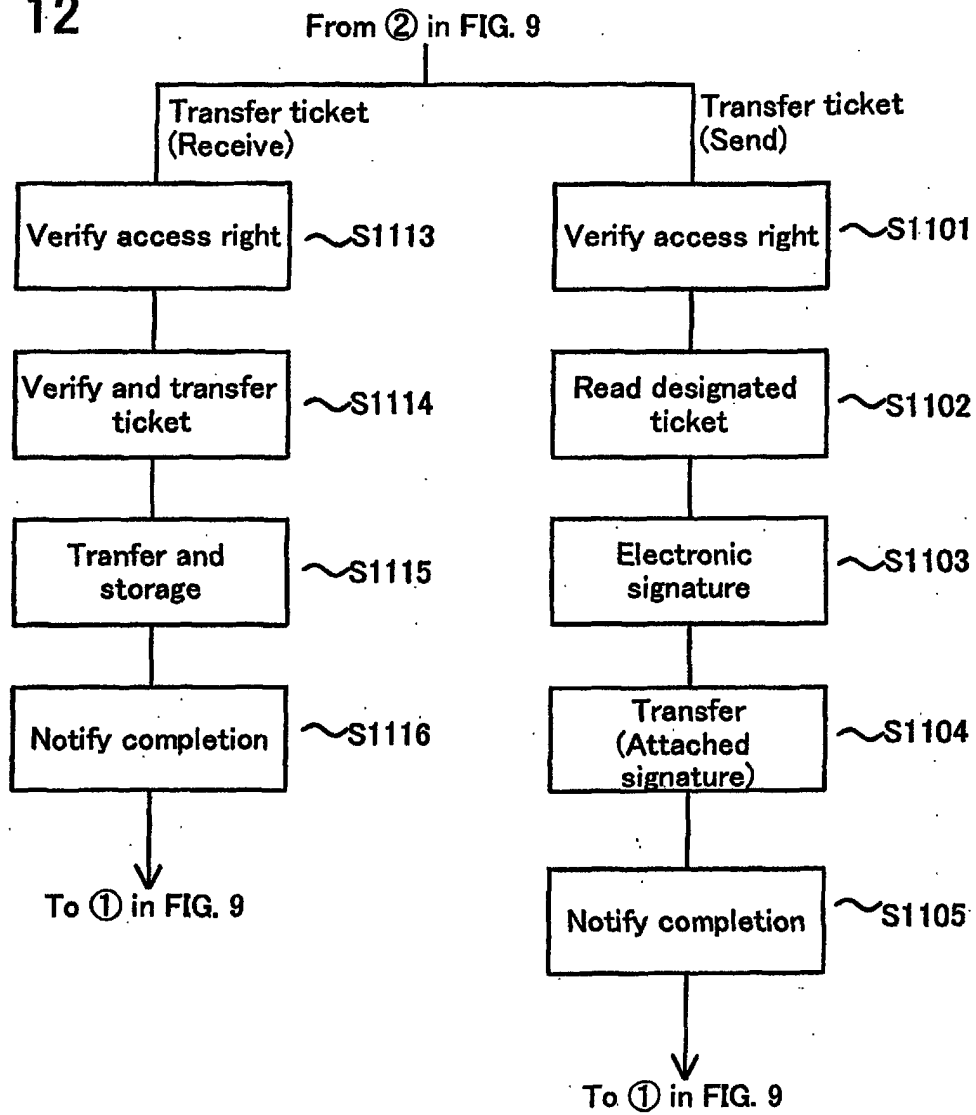 12
From ② in FIG. 9
Transfer ticket
(Receive)
Transfer ticket
(Send)
Verify access right
S1113
Verify and transfer
ticket
S1114
Tranfer and
storage
S1115
Notify completion
S1116
To ① in FIG. 9
Verify access right
S1101
Read designated
ticket
S1102
Electronic
signature
S1103
Transfer
(Attached
signature)
S1104
Notify completion
S1105
To ① in FIG. 9